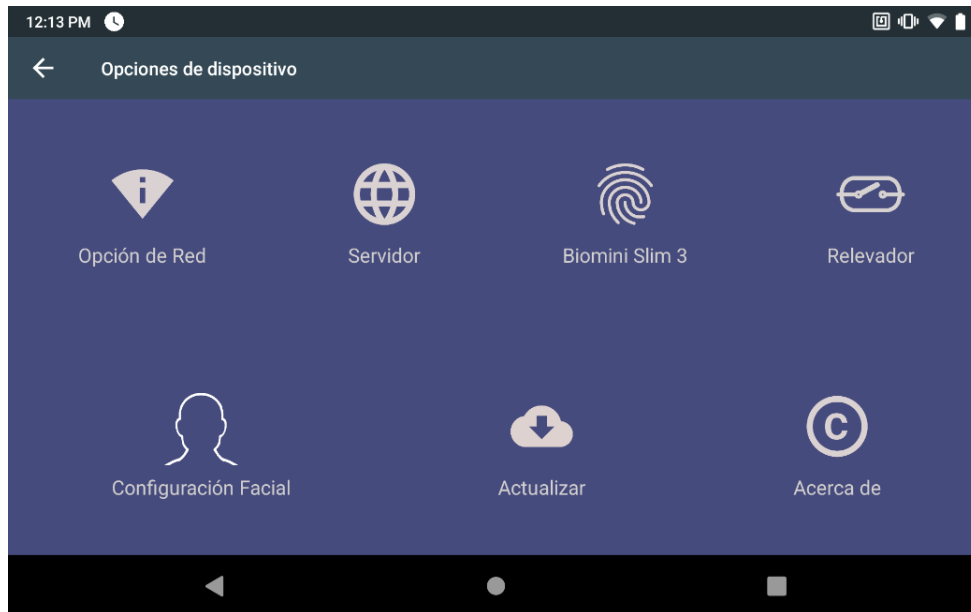 12:13 PM
Opciones de dispositivo
Opción de Red
Servidor
Biomini Slim 3
Relevador
Configuración Facial
Actualizar
Acerca de